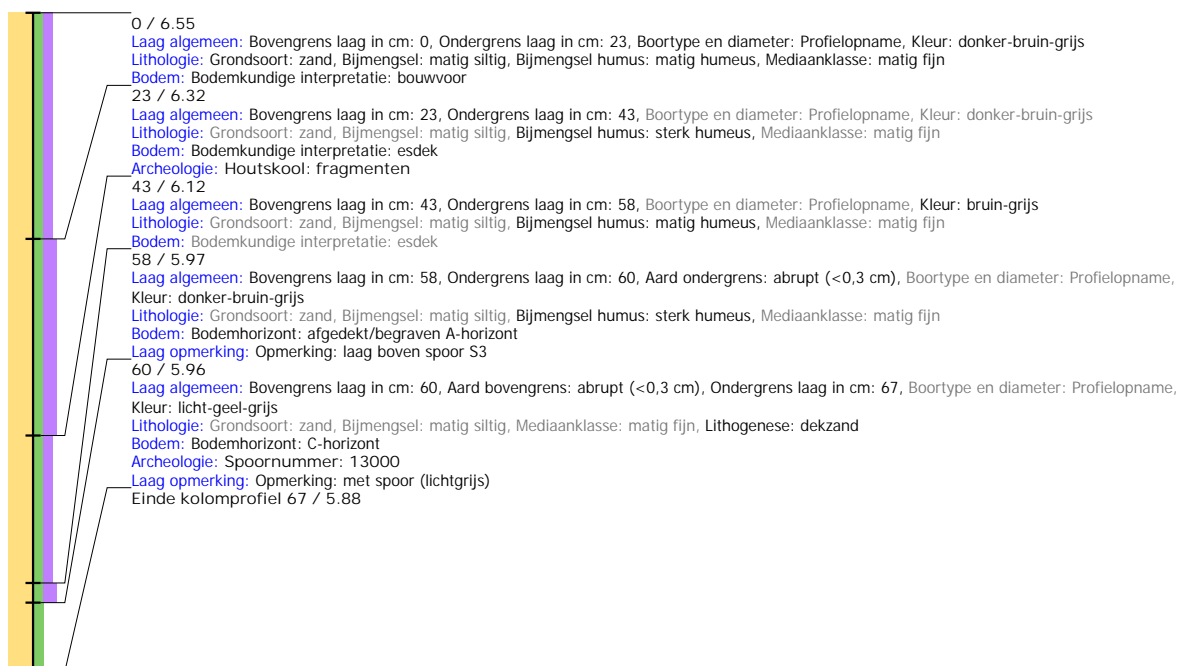 0 / 6.55
Laag algemeen: Bovengrens laag in cm: 0, Ondergrens laag in cm: 23, Boortype en diameter: Profielopname, Kleur: donker-bruin-grijs
Lithologie: Grondsoort: zand, Bijmengsel: matig siltig, Bijmengsel humus: matig humeus, Mediaanklasse: matig fijn
Bodem: Bodemkundige interpretatie: bouwvoor
23 / 6.32
Laag algemeen: Bovengrens laag in cm: 23, Ondergrens laag in cm: 43, Boortype en diameter: Profielopname, Kleur: donker-bruin-grijs
Lithologie: Grondsoort: zand, Bijmengsel: matig siltig, Bijmengsel humus: sterk humeus, Mediaanklasse: matig fijn
Bodem: Bodemkundige interpretatie: esdek
Archeologie: Houtskool: fragmenten
43 / 6.12
Laag algemeen: Bovengrens laag in cm: 43, Ondergrens laag in cm: 58, Boortype en diameter: Profielopname, Kleur: bruin-grijs
Lithologie: Grondsoort: zand, Bijmengsel: matig siltig, Bijmengsel humus: matig humeus, Mediaanklasse: matig fijn
Bodem: Bodemkundige interpretatie: esdek
58 / 5.97
Laag algemeen: Bovengrens laag in cm: 58, Ondergrens laag in cm: 60, Aard ondergrens: abrupt (<0,3 cm), Boortype en diameter: Profielopname,
Kleur: donker-bruin-grijs
Lithologie: Grondsoort: zand, Bijmengsel: matig siltig, Bijmengsel humus: sterk humeus, Mediaanklasse: matig fijn
Bodem: Bodemhorizont: afgedekt/begraven A-horizont
Laag opmerking: Opmerking: laag boven spoor S3
60 / 5.96
Laag algemeen: Bovengrens laag in cm: 60, Aard bovengrens: abrupt (<0,3 cm), Ondergrens laag in cm: 67, Boortype en diameter: Profielopname,
Kleur: licht-geel-grijs
Lithologie: Grondsoort: zand, Bijmengsel: matig siltig, Mediaanklasse: matig fijn, Lithogenese: dekzand
Bodem: Bodemhorizont: C-horizont
Archeologie: Spoornummer: 13000
Laag opmerking: Opmerking: met spoor (lichtgrijs)
Einde kolomprofiel 67 / 5.88